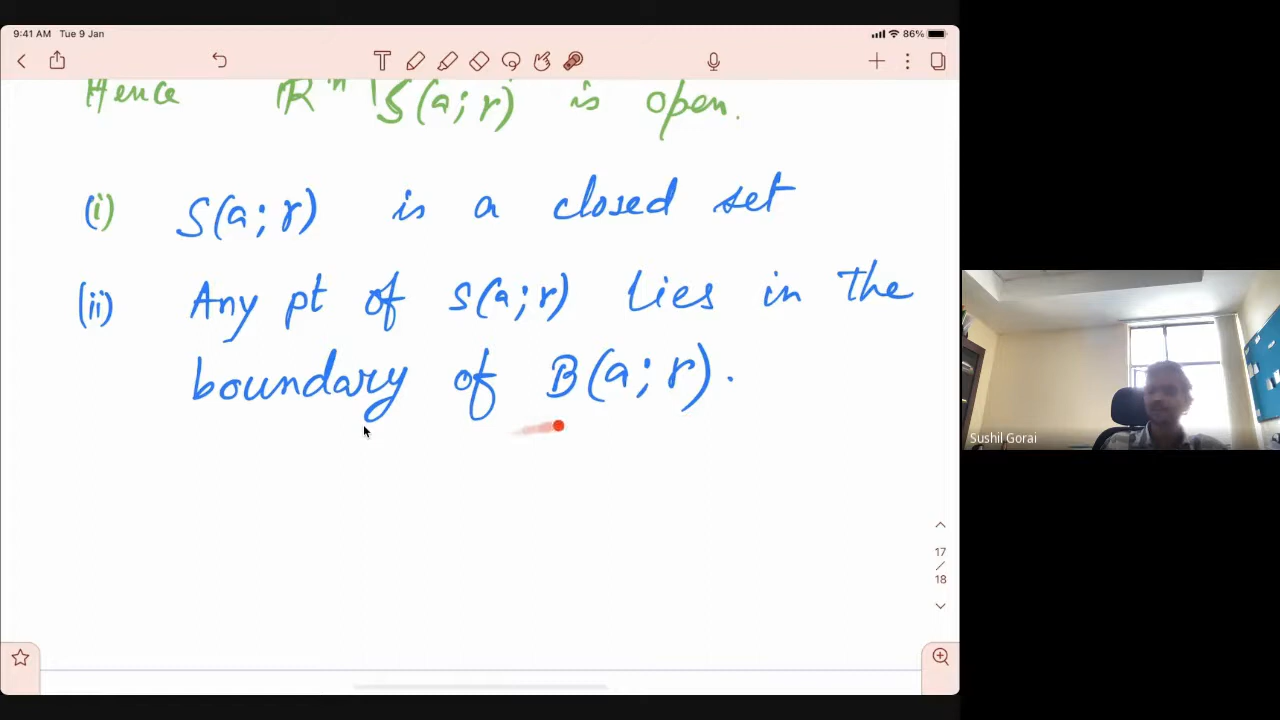 9:41 AM Tue 9 Jan
86%
Hence ℝⁿ \ S(a; r) is open.
(i) S(a; r) is a closed set
(ii) Any pt of S(a; r) lies in the
boundary of B(a; r).
Sushil Gorai
17
/
18